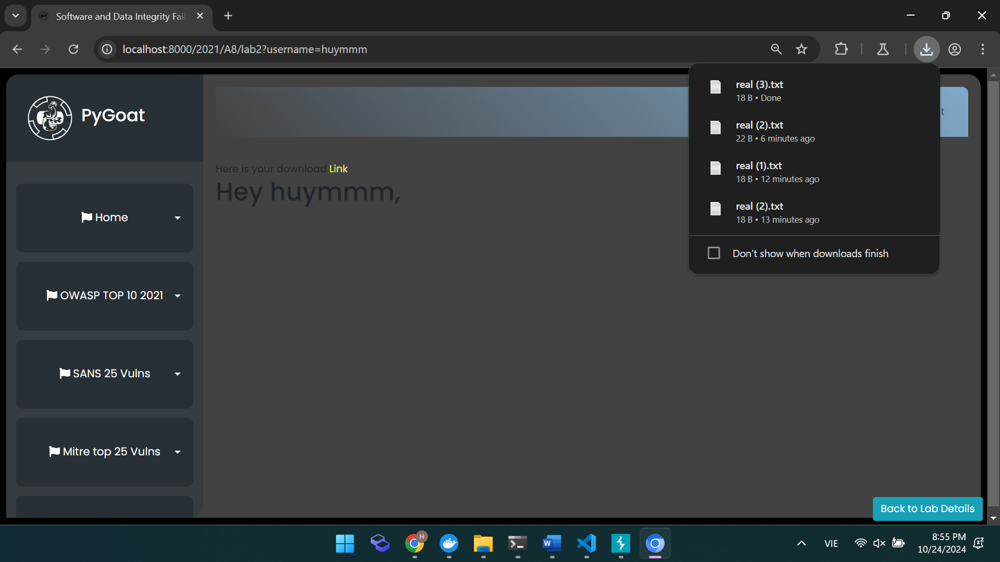 Software and Data Integrity Fail
localhost:8000/2021/A8/lab2?username=huymmm
PyGoat
Home
OWASP TOP 10 2021
SANS 25 Vulns
Mitre top 25 Vulns
t
Here is your download Link
Hey huymmm,
real (3).txt
18 B • Done
real (2).txt
22 B • 6 minutes ago
real (1).txt
18 B • 12 minutes ago
real (2).txt
18 B • 13 minutes ago
Don't show when downloads finish
Back to Lab Details
H
W
VIE
8:55 PM
10/24/2024